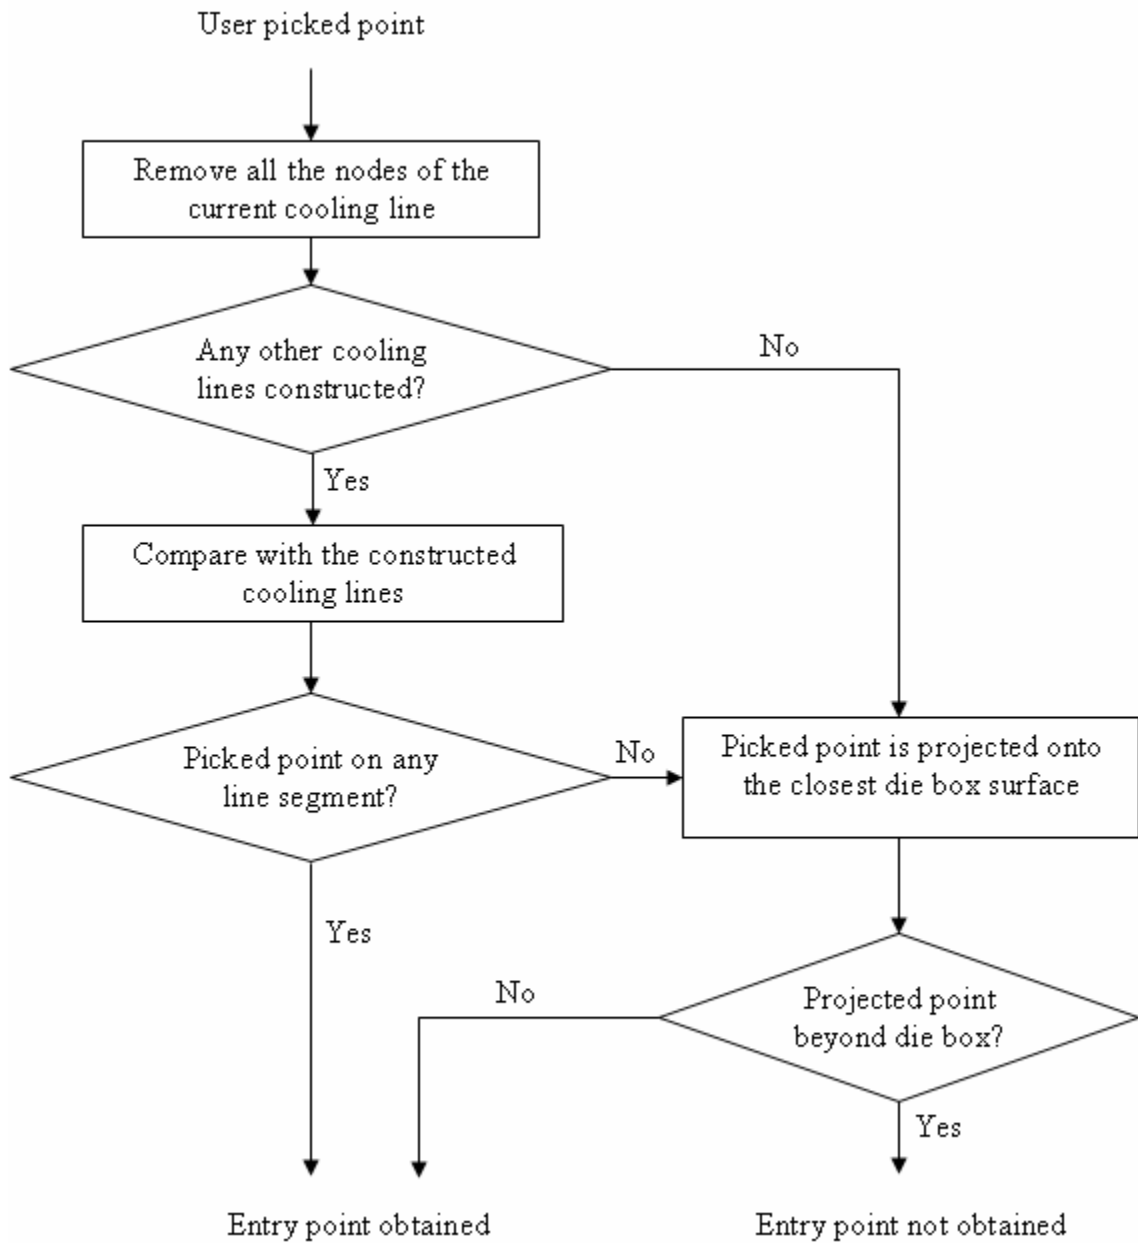 User picked point
Remove all the nodes of the
current cooling line
Any other cooling
lines constructed?
No
Yes
Compare with the constructed
cooling lines
Picked point on any
line segment?
No
Picked point is projected onto
the closest die box surface
Yes
No
Projected point
beyond die box?
Yes
Entry point obtained
Entry point not obtained